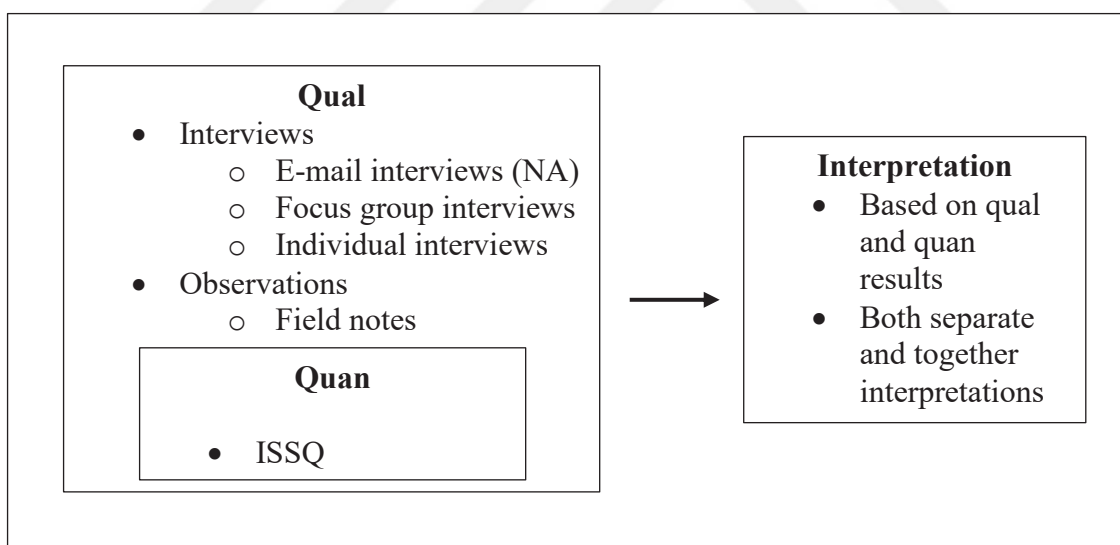 Qual
• Interviews
o E-mail interviews (NA)
o Focus group interviews
o Individual interviews
• Observations
o Field notes
Quan
• ISSQ
Interpretation
• Based on qual
and quan
results
• Both separate
and together
interpretations